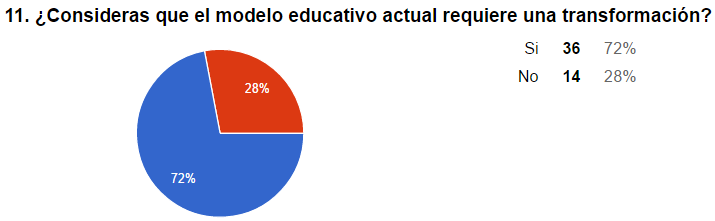 11. ¿Consideras que el modelo educativo actual requiere una transformación?
Si 36 72%
No 14 28%
28%
72%